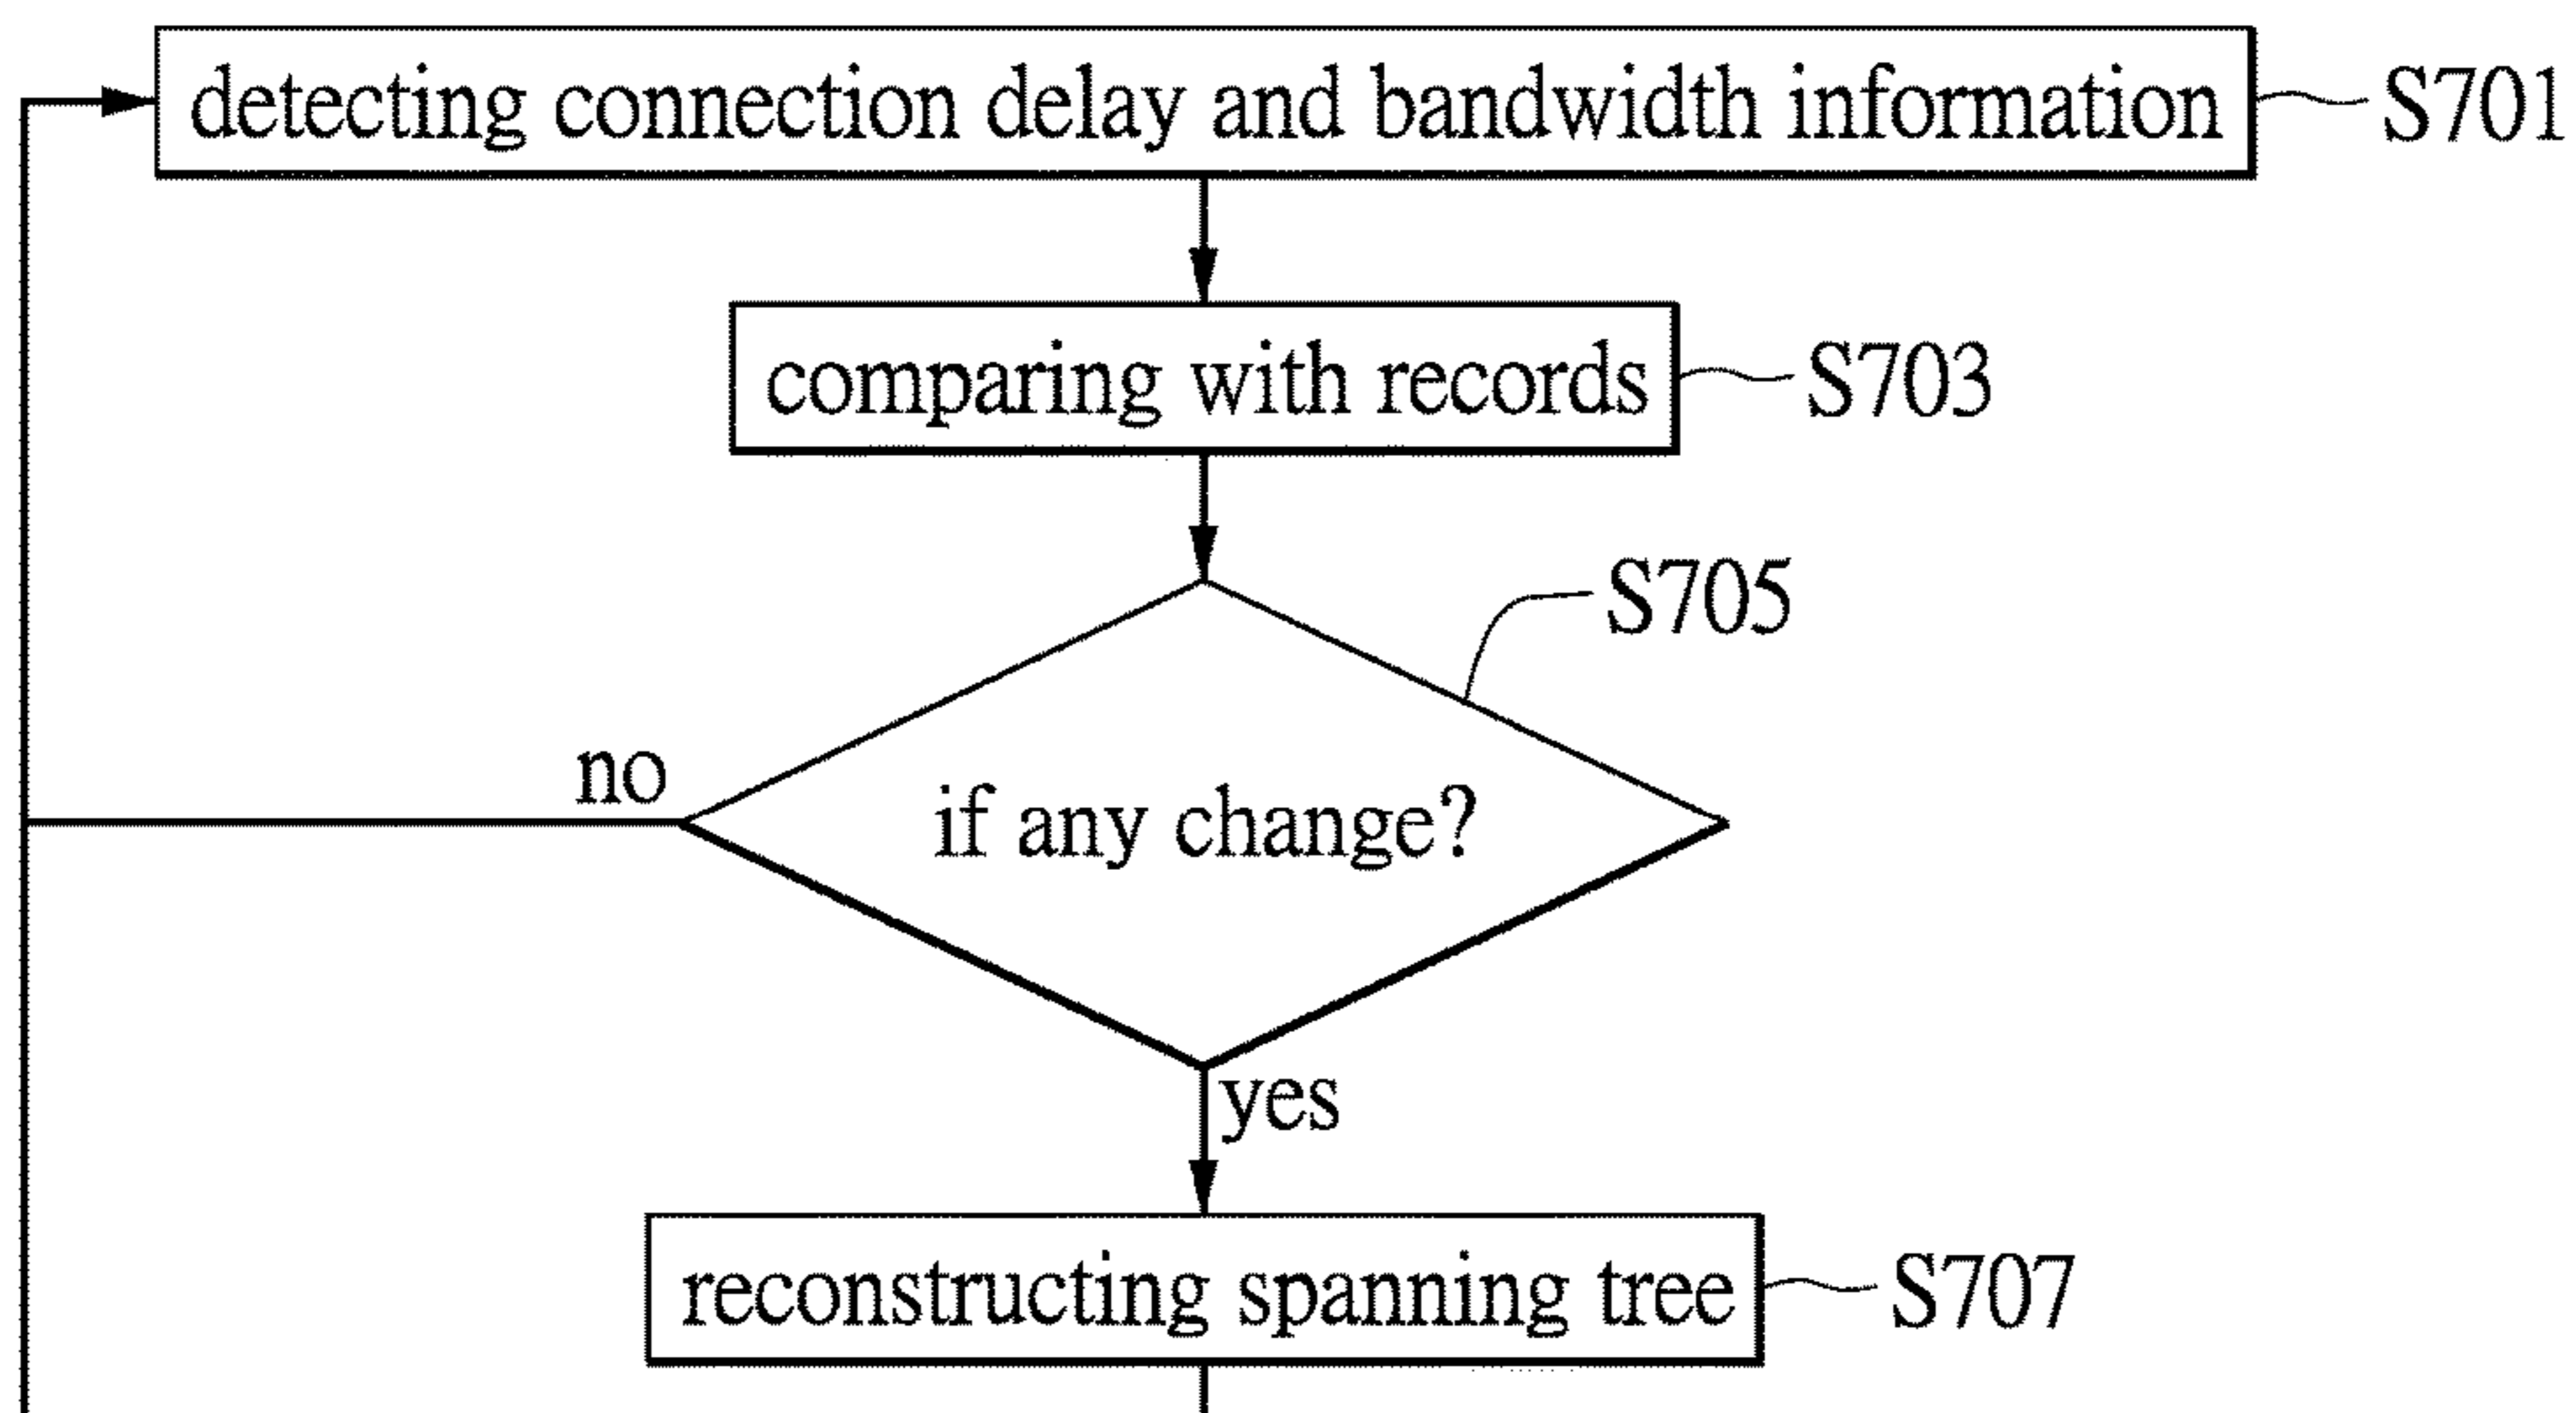 detecting connection delay and bandwidth information
S701
comparing with records
S703
S705
no
if any change?
yes
reconstructing spanning tree
S707